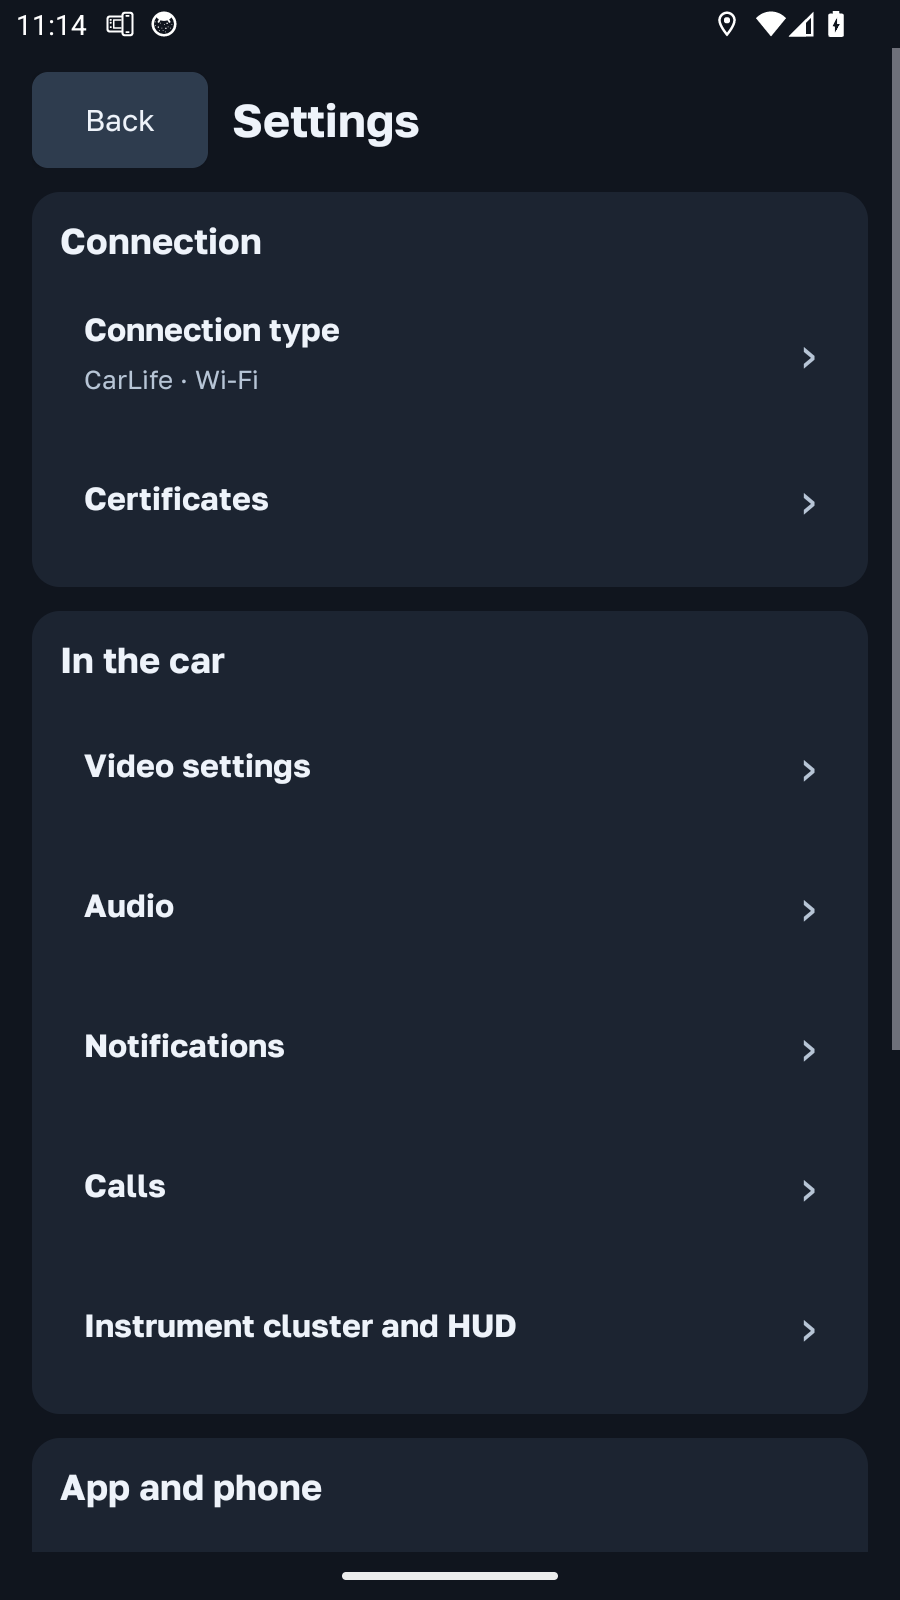 11:14
Back
Settings
Connection
Connection type
CarLife · Wi-Fi
Certificates
In the car
Video settings
Audio
Notifications
Calls
Instrument cluster and HUD
App and phone